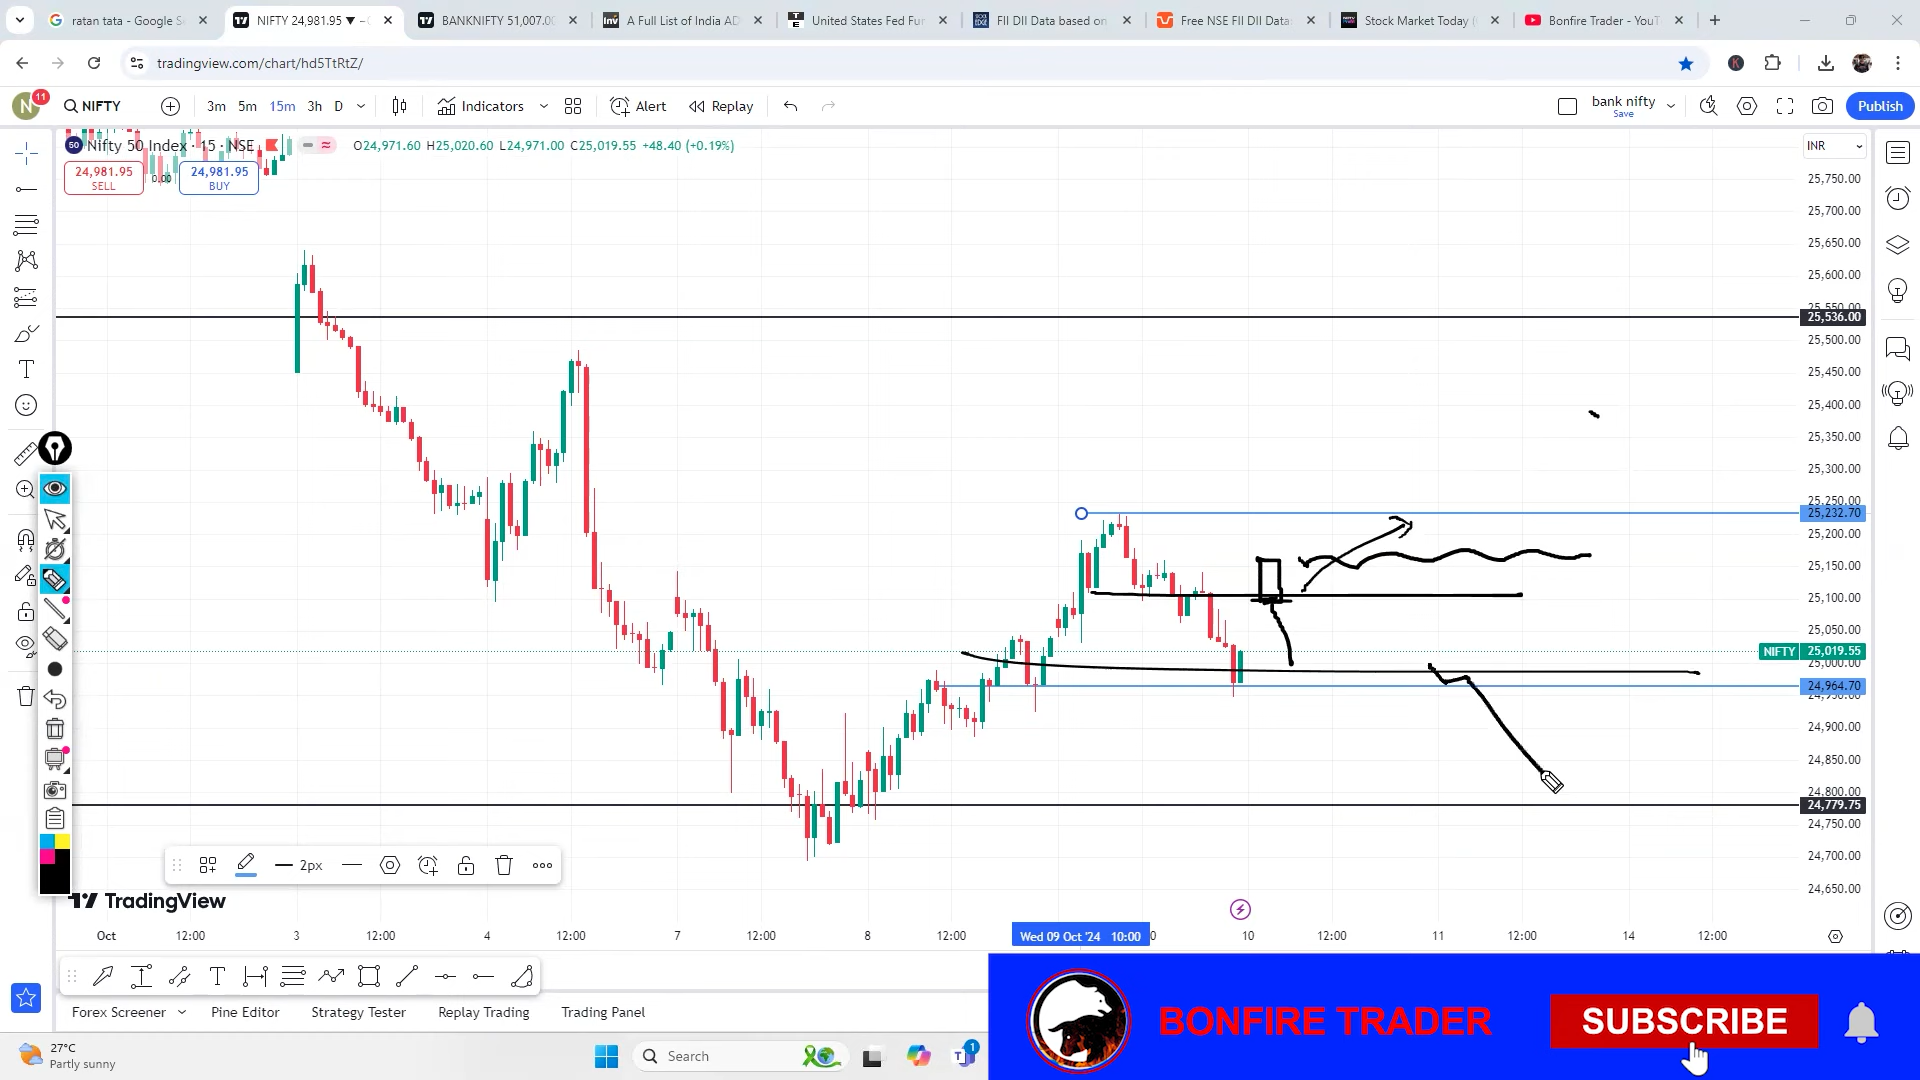 ratan tata - Google S
NIFTY 24,981.95 ▼ −
BANKNIFTY 51,007.00
A Full List of India AD
United States Fed Fun
FII DII Data based on
Free NSE FII DII Data
Stock Market Today (
Bonfire Trader - YouT
tradingview.com/chart/hd5TtRtZ/
N 11 NIFTY 3m 5m 15m 3h D Indicators Alert Replay bank nifty Save Publish
50 Nifty 50 Index · 15 · NSE O24,971.60 H25,020.60 L24,971.00 C25,019.55 +48.40 (+0.19%) INR
24,981.95 SELL 0.00 24,981.95 BUY
25,750.00
25,700.00
25,650.00
25,600.00
25,550.00
25,536.00
25,500.00
25,450.00
25,400.00
25,350.00
25,300.00
25,250.00
25,232.70
25,200.00
25,150.00
25,100.00
25,050.00
NIFTY 25,019.55
25,000.00
24,964.70
24,950.00
24,900.00
24,850.00
24,800.00
24,779.75
24,750.00
24,700.00
24,650.00
2px
TradingView
Oct 12:00 3 12:00 4 12:00 7 12:00 8 12:00 Wed 09 Oct '24 10:00 10 12:00 11 12:00 14 12:00
Forex Screener Pine Editor Strategy Tester Replay Trading Trading Panel
BONFIRE TRADER SUBSCRIBE
27°C
Partly sunny
Search
1